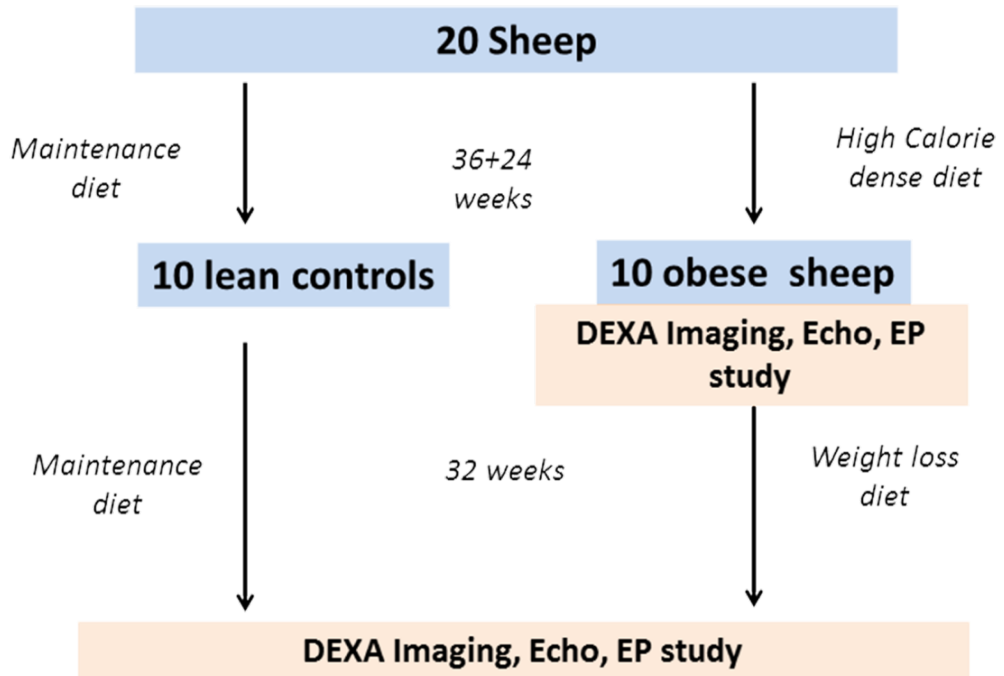 20 Sheep
Maintenance
diet
36+24
weeks
High Calorie
dense diet
10 lean controls
10 obese sheep
DEXA Imaging, Echo, EP
study
Maintenance
diet
32 weeks
Weight loss
diet
DEXA Imaging, Echo, EP study